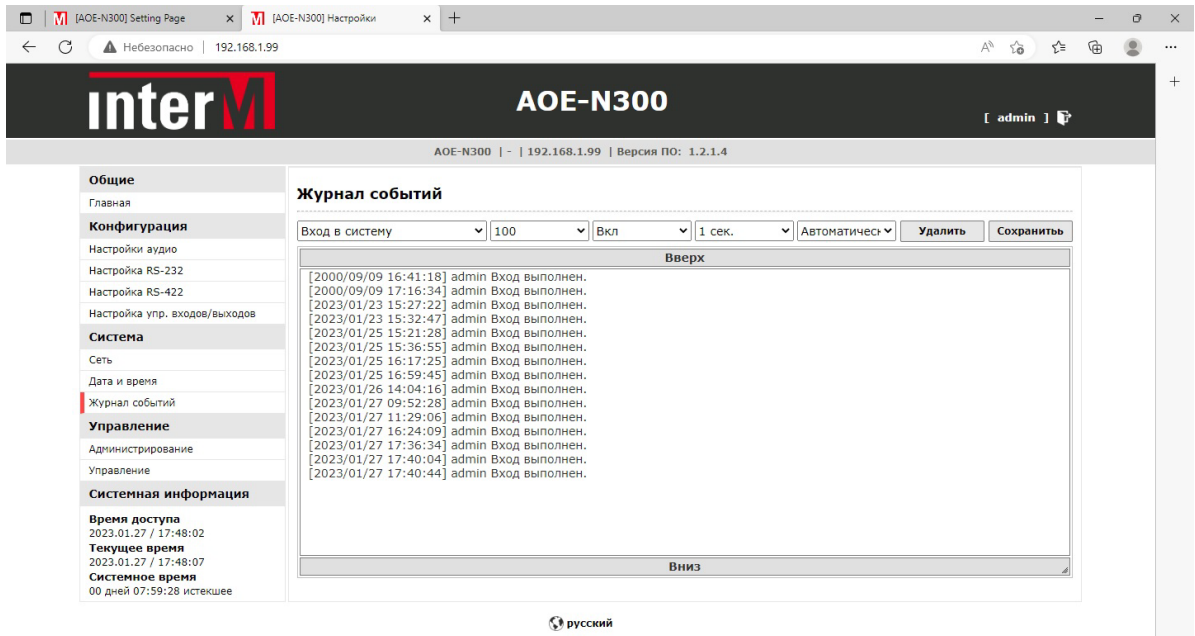 [AOE-N300] Setting Page
[AOE-N300] Настройки
Небезопасно
192.168.1.99
interM
AOE-N300
[ admin ]
AOE-N300 | - | 192.168.1.99 | Версия ПО: 1.2.1.4
Общие
Главная
Конфигурация
Настройки аудио
Настройка RS-232
Настройка RS-422
Настройка упр. входов/выходов
Система
Сеть
Дата и время
Журнал событий
Управление
Администрирование
Управление
Системная информация
Время доступа
2023.01.27 / 17:48:02
Текущее время
2023.01.27 / 17:48:07
Системное время
00 дней 07:59:28 истекшее
Журнал событий
Вход в систему 100 Вкл 1 сек. Автоматическ Удалить Сохранитьь
Вверх
[2000/09/09 16:41:18] admin Вход выполнен.
[2000/09/09 17:16:34] admin Вход выполнен.
[2023/01/23 15:27:22] admin Вход выполнен.
[2023/01/23 15:32:47] admin Вход выполнен.
[2023/01/25 15:21:28] admin Вход выполнен.
[2023/01/25 15:36:55] admin Вход выполнен.
[2023/01/25 16:17:25] admin Вход выполнен.
[2023/01/25 16:59:45] admin Вход выполнен.
[2023/01/26 14:04:16] admin Вход выполнен.
[2023/01/27 09:52:28] admin Вход выполнен.
[2023/01/27 11:29:06] admin Вход выполнен.
[2023/01/27 16:24:09] admin Вход выполнен.
[2023/01/27 17:36:34] admin Вход выполнен.
[2023/01/27 17:40:04] admin Вход выполнен.
[2023/01/27 17:40:44] admin Вход выполнен.
Вниз
русский